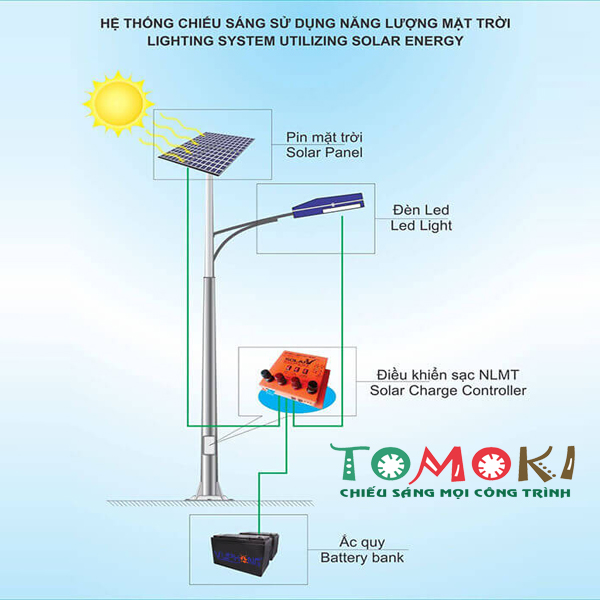 HỆ THỐNG CHIẾU SÁNG SỬ DỤNG NĂNG LƯỢNG MẶT TRỜI
LIGHTING SYSTEM UTILIZING SOLAR ENERGY
Pin mặt trời
Solar Panel
Đèn Led
Led Light
Điều khiển sạc NLMT
Solar Charge Controller
TOMOKI
CHIẾU SÁNG MỌI CÔNG TRÌNH
Ắc quy
Battery bank